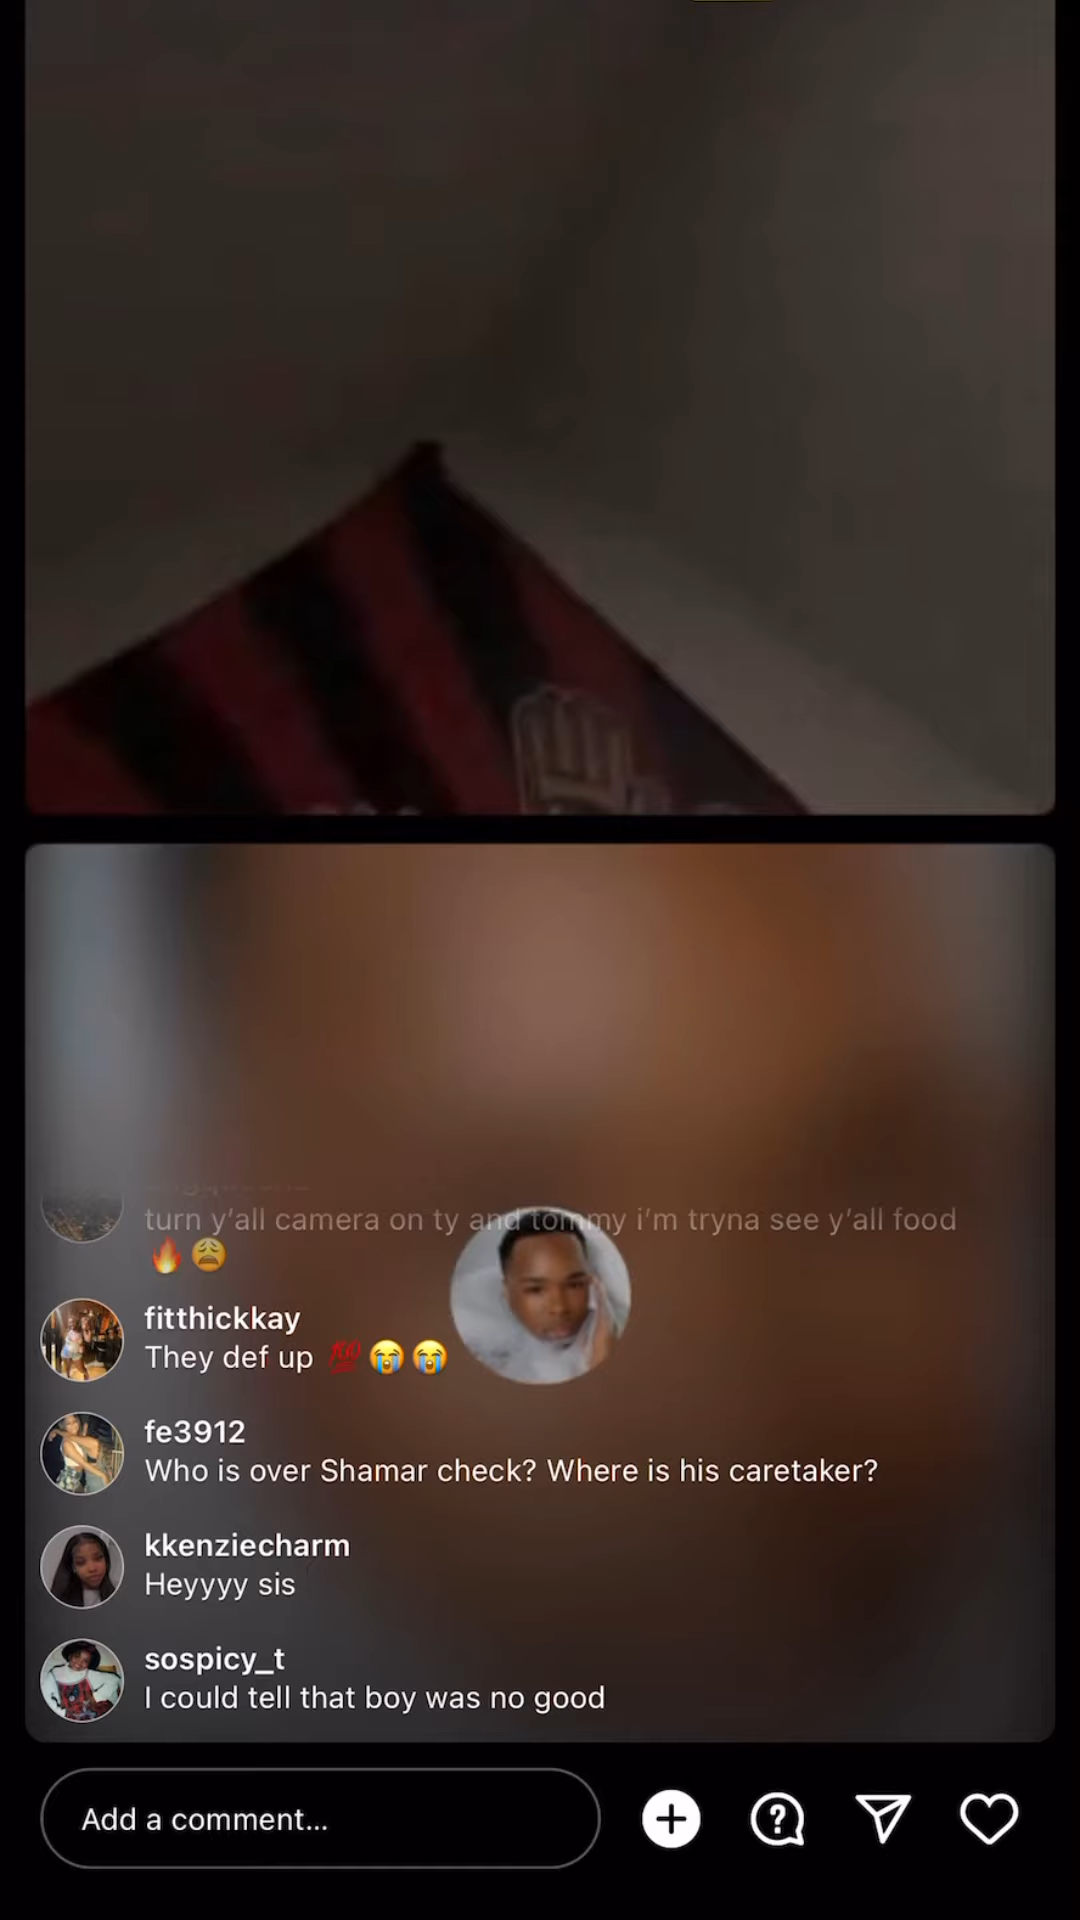 turn y’all camera on ty and tommy i’m tryna see y’all food
🔥😩
fitthickkay
They def up 💯😭😭
fe3912
Who is over Shamar check? Where is his caretaker?
kkenziecharm
Heyyyy sis
sospicy_t
I could tell that boy was no good
Add a comment...